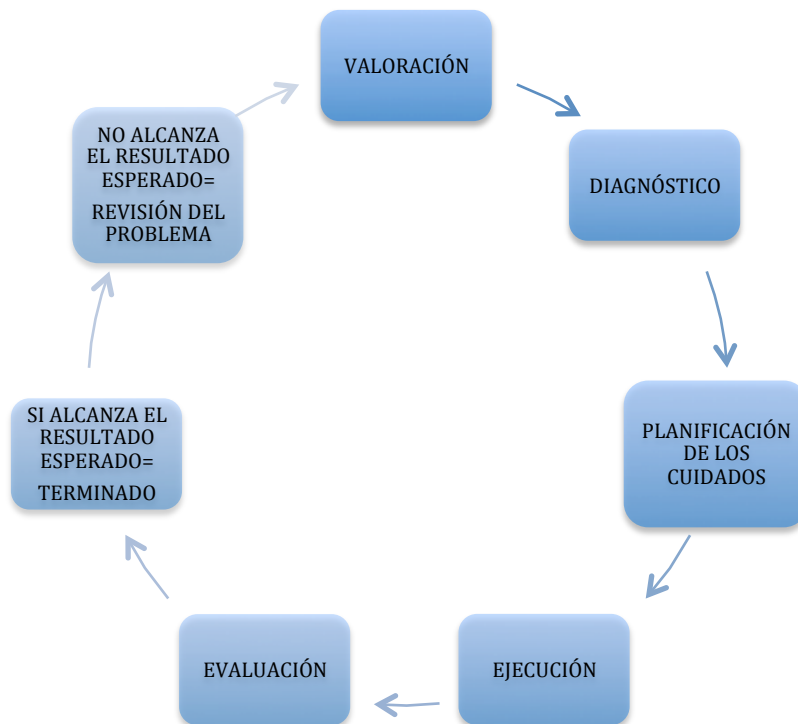 VALORACIÓN
DIAGNÓSTICO
PLANIFICACIÓN
DE LOS
CUIDADOS
EJECUCIÓN
EVALUACIÓN
SI ALCANZA EL
RESULTADO
ESPERADO=
TERMINADO
NO ALCANZA
EL RESULTADO
ESPERADO=
REVISIÓN DEL
PROBLEMA